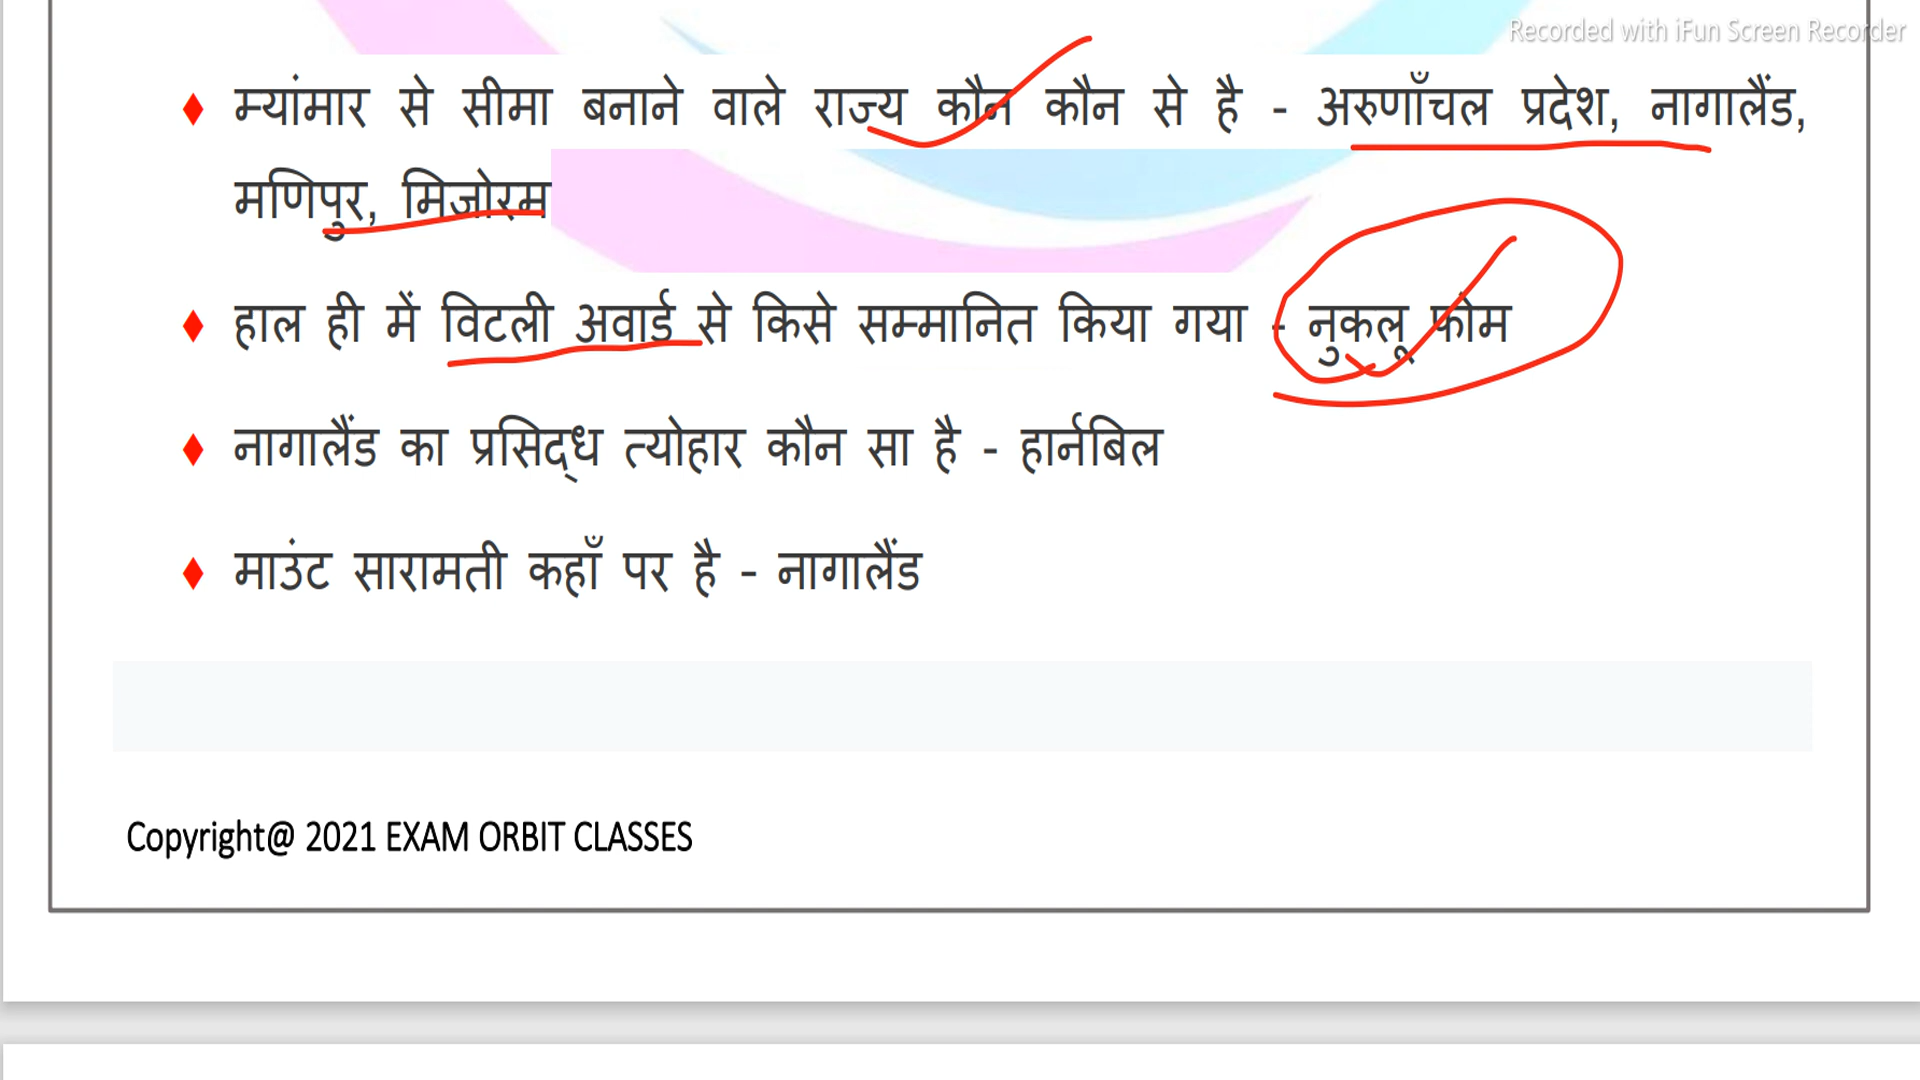 Recorded with iFun Screen Recorder
म्यांमार से सीमा बनाने वाले राज्य कौन कौन से है - अरुणाँचल प्रदेश, नागालैंड,
मणिपुर, मिजोरम
हाल ही में विटली अवार्ड से किसे सम्मानित किया गया - नुकलू फोम
नागालैंड का प्रसिद्ध त्योहार कौन सा है - हार्नबिल
माउंट सारामती कहाँ पर है - नागालैंड
Copyright@ 2021 EXAM ORBIT CLASSES